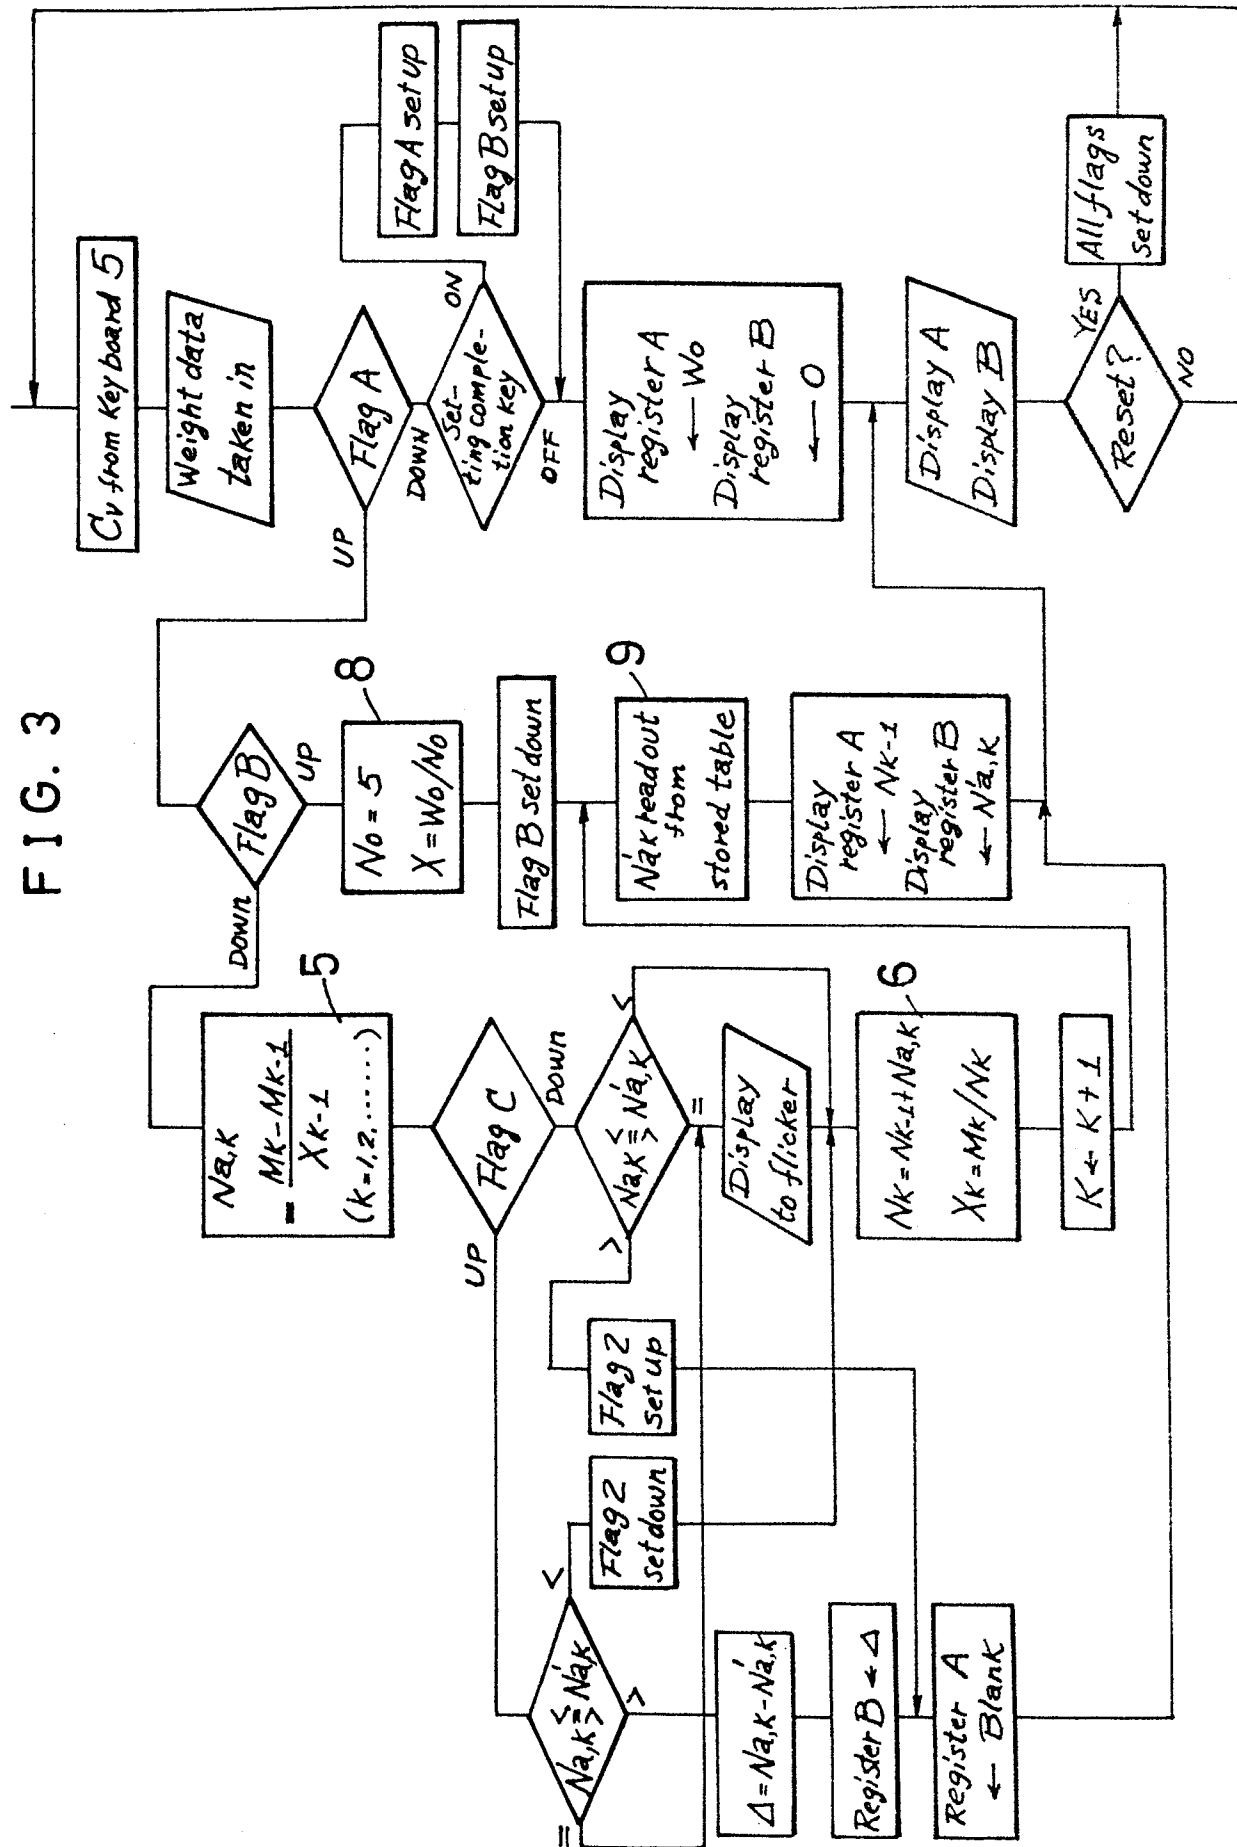 FIG. 3
Cv from Keyboard 5
Weight data
taken in
Flag A
UP
DOWN
Set-
ting comple-
tion key
ON
OFF
Flag A set up
Flag B set up
Display
register A
← Wo
Display
register B
← O
Display A
Display B
Reset?
YES
NO
All flags
set down
Flag B
UP
DOWN
8
No = 5
X = Wo/No
Flag B set down
9
N'ak read out
from
stored table
Display
register A
← Nk-1
Display
register B
← N'a,k
5
Na,k
= Mk - Mk-1
Xk-1
(k=1,2,.......)
Flag C
UP
DOWN
Na,k ⪌ N'a,k
<
=
>
Display
to flicker
6
Nk = Nk-1 + Na,k
Xk = Mk/Nk
K ← K + 1
Flag 2
set up
Flag 2
set down
Na,k ⪌ N'a,k
<
=
>
Δ = Na,k - N'a,k
Register B ← Δ
Register A
← Blank